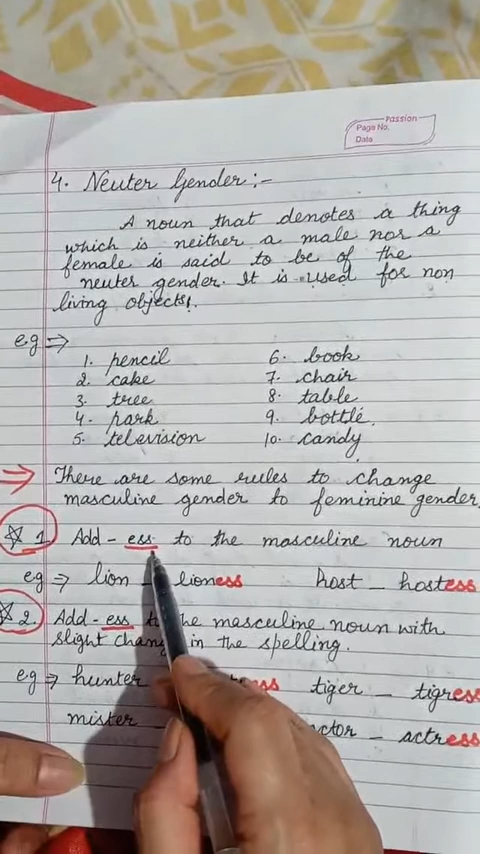 Passion
Page No.
Date
4. Neuter Gender :-
A noun that denotes a thing
which is neither a male nor a
female is said to be of the
neuter gender. It is used for non
living objects.
e.g ⇒
1. pencil 6. book
2. cake 7. chair
3. tree 8. table
4. park 9. bottle.
5. television 10. candy
⇒ There are some rules to change
masculine gender to feminine gender.
☆ 1. Add - ess to the masculine noun
eg ⇒ lion - lioness host - hostess
☆ 2. Add - ess the masculine noun with
slight in the spelling.
eg ⇒ hunter tiger - tigress
mister - actress